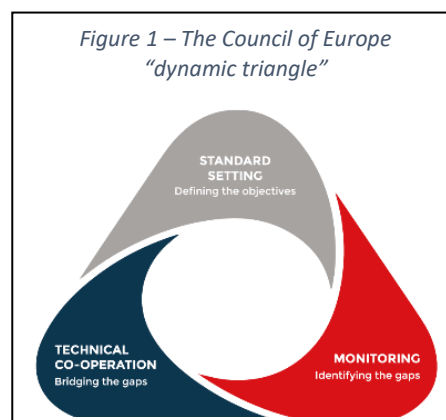 Figure 1 – The Council of Europe
“dynamic triangle”
STANDARD
SETTING
Defining the objectives
TECHNICAL
CO-OPERATION
Bridging the gaps
MONITORING
Identifying the gaps